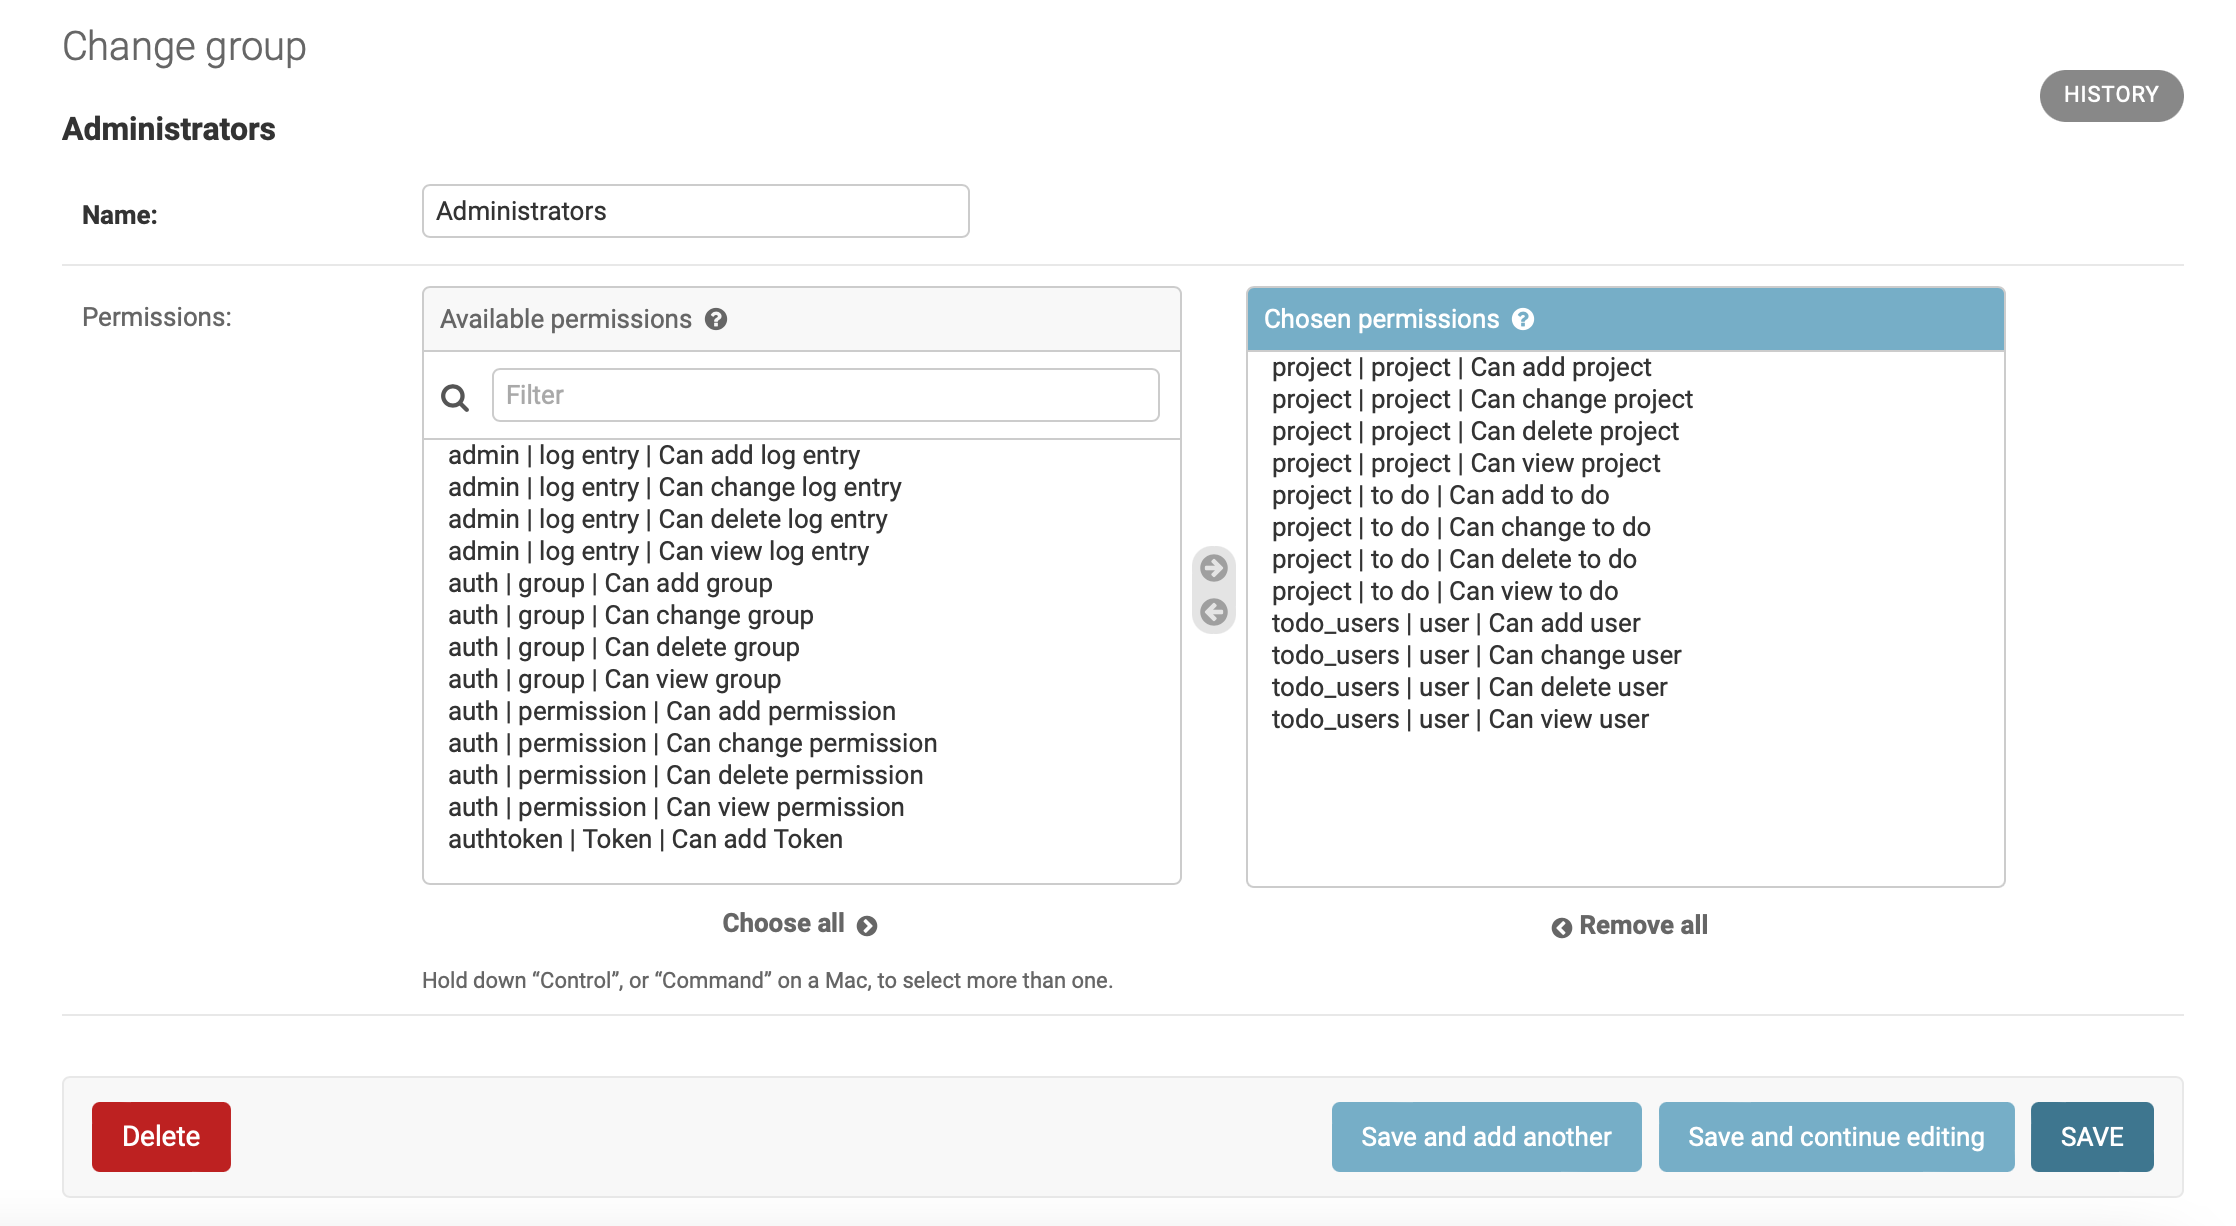 Change group
HISTORY
Administrators
Name:
Administrators
Permissions:
Available permissions
Filter
admin | log entry | Can add log entry
admin | log entry | Can change log entry
admin | log entry | Can delete log entry
admin | log entry | Can view log entry
auth | group | Can add group
auth | group | Can change group
auth | group | Can delete group
auth | group | Can view group
auth | permission | Can add permission
auth | permission | Can change permission
auth | permission | Can delete permission
auth | permission | Can view permission
authtoken | Token | Can add Token
Choose all
Hold down “Control”, or “Command” on a Mac, to select more than one.
Chosen permissions
project | project | Can add project
project | project | Can change project
project | project | Can delete project
project | project | Can view project
project | to do | Can add to do
project | to do | Can change to do
project | to do | Can delete to do
project | to do | Can view to do
todo_users | user | Can add user
todo_users | user | Can change user
todo_users | user | Can delete user
todo_users | user | Can view user
Remove all
Delete
Save and add another
Save and continue editing
SAVE